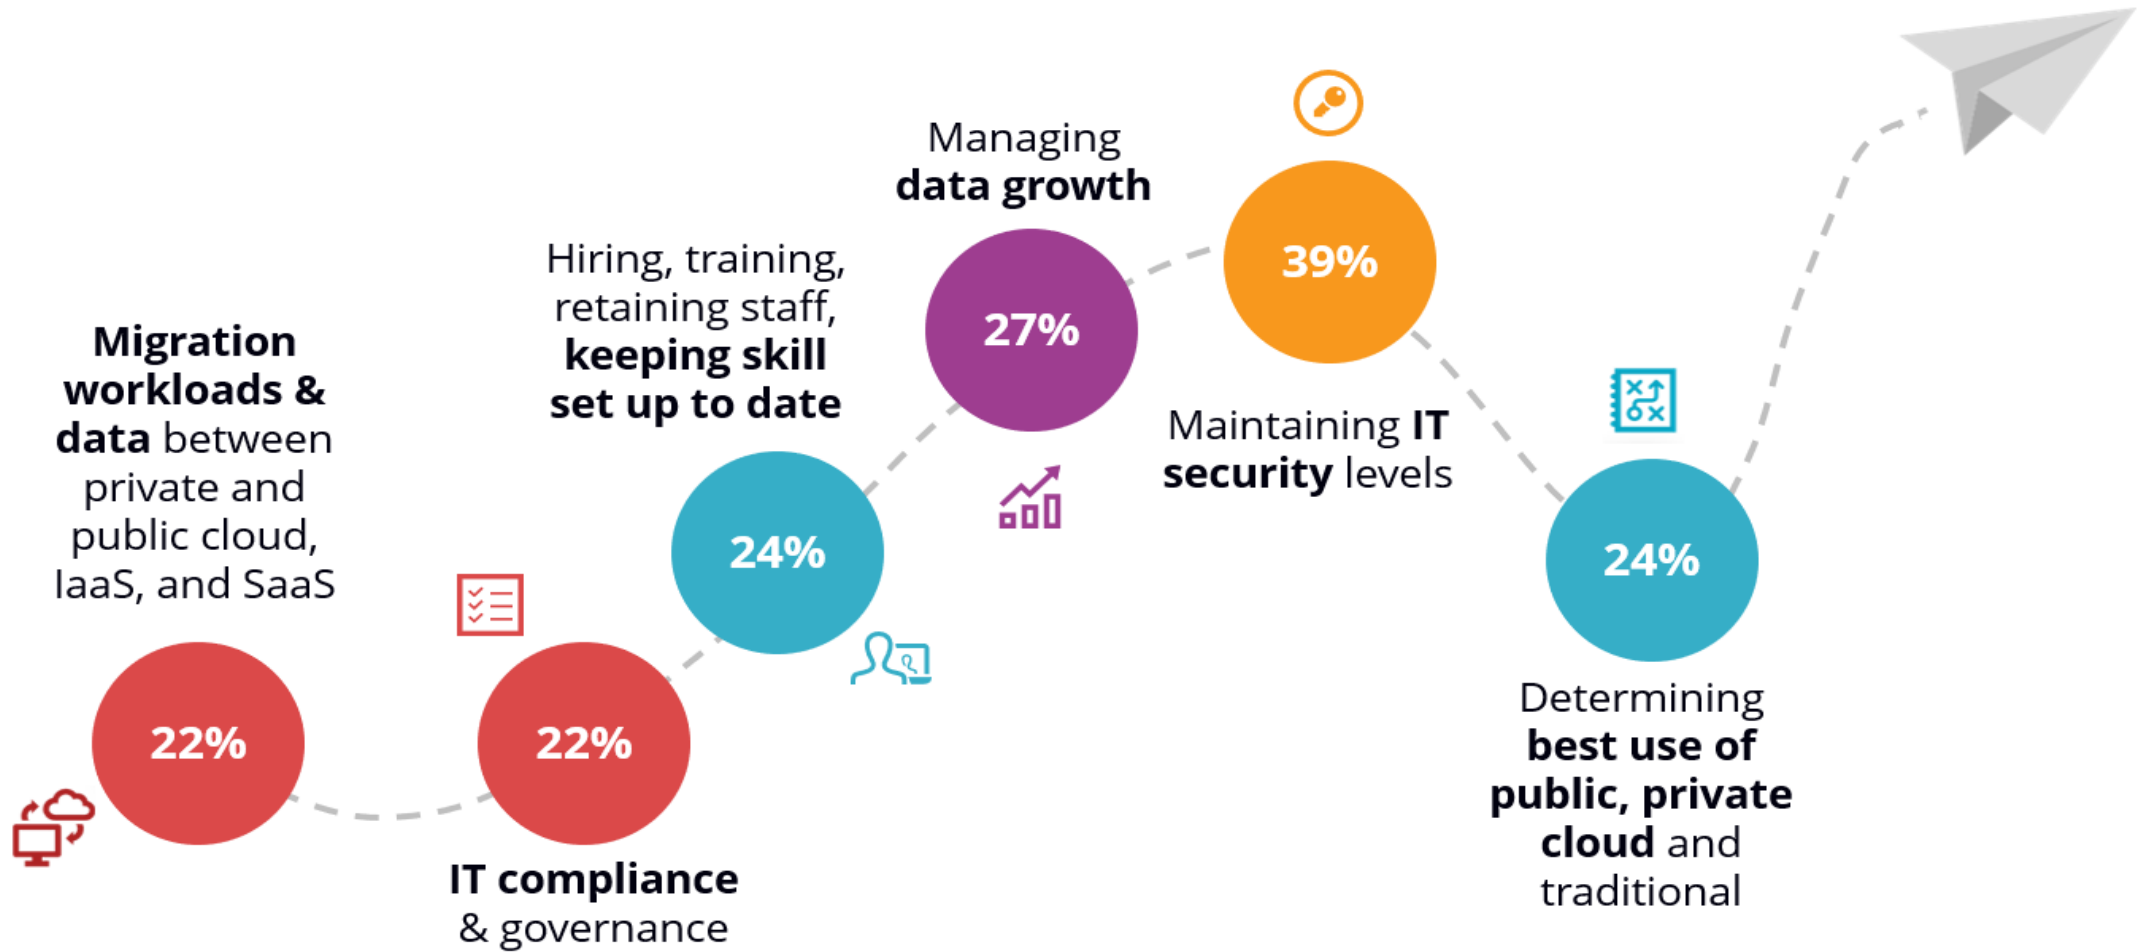 Migration
workloads &
data between
private and
public cloud,
IaaS, and SaaS
22%
22%
IT compliance
& governance
Hiring, training,
retaining staff,
keeping skill
set up to date
24%
Managing
data growth
27%
39%
Maintaining IT
security levels
24%
Determining
best use of
public, private
cloud and
traditional